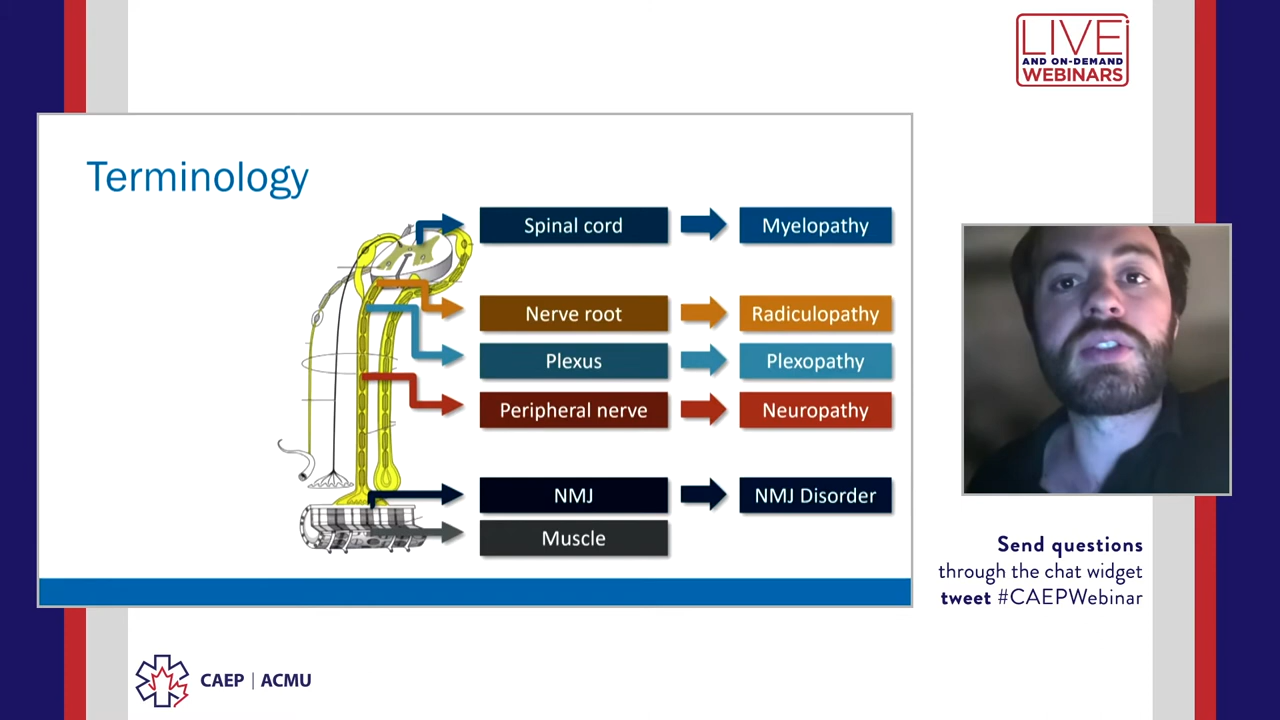 LIVE
AND ON-DEMAND
WEBINARS
Terminology
Spinal cord
Myelopathy
Nerve root
Radiculopathy
Plexus
Plexopathy
Peripheral nerve
Neuropathy
NMJ
NMJ Disorder
Muscle
Send questions
through the chat widget
tweet #CAEPWebinar
CAEP | ACMU